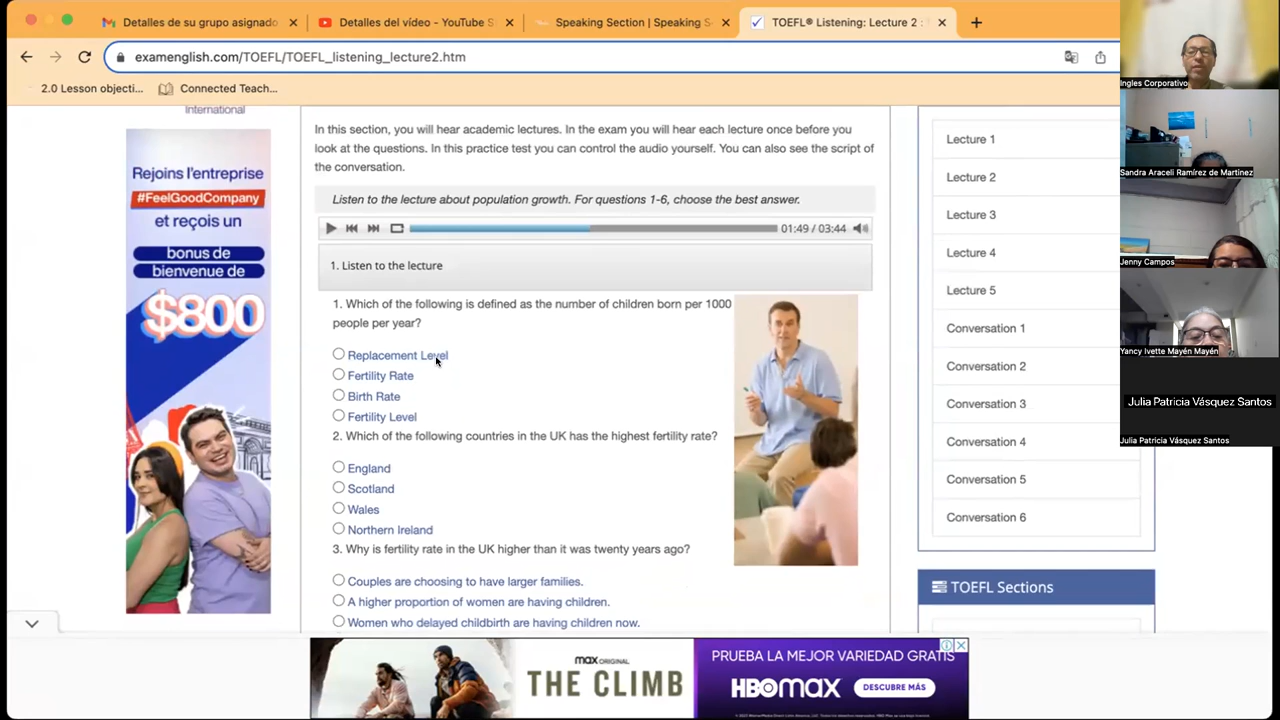 Detalles de su grupo asignado
Detalles del vídeo - YouTube S
Speaking Section | Speaking S
TOEFL® Listening: Lecture 2 :
examenglish.com/TOEFL/TOEFL_listening_lecture2.htm
2.0 Lesson objecti...
Connected Teach...
International
Rejoins l'entreprise
#FeelGoodCompany
et reçois un
bonus de
bienvenue de
$800
In this section, you will hear academic lectures. In the exam you will hear each lecture once before you
look at the questions. In this practice test you can control the audio yourself. You can also see the script of
the conversation.
Listen to the lecture about population growth. For questions 1-6, choose the best answer.
01:49 / 03:44
1. Listen to the lecture
1. Which of the following is defined as the number of children born per 1000
people per year?
Replacement Level
Fertility Rate
Birth Rate
Fertility Level
2. Which of the following countries in the UK has the highest fertility rate?
England
Scotland
Wales
Northern Ireland
3. Why is fertility rate in the UK higher than it was twenty years ago?
Couples are choosing to have larger families.
A higher proportion of women are having children.
Women who delayed childbirth are having children now.
Lecture 1
Lecture 2
Lecture 3
Lecture 4
Lecture 5
Conversation 1
Conversation 2
Conversation 3
Conversation 4
Conversation 5
Conversation 6
TOEFL Sections
max ORIGINAL
THE CLIMB
PRUEBA LA MEJOR VARIEDAD GRATIS
HBOmax
DESCUBRE MÁS
Ingles Corporativo
Sandra Araceli Ramírez de Martínez
Jenny Campos
Yancy Ivette Mayén Mayén
Julia Patricia Vásquez Santos
Julia Patricia Vásquez Santos